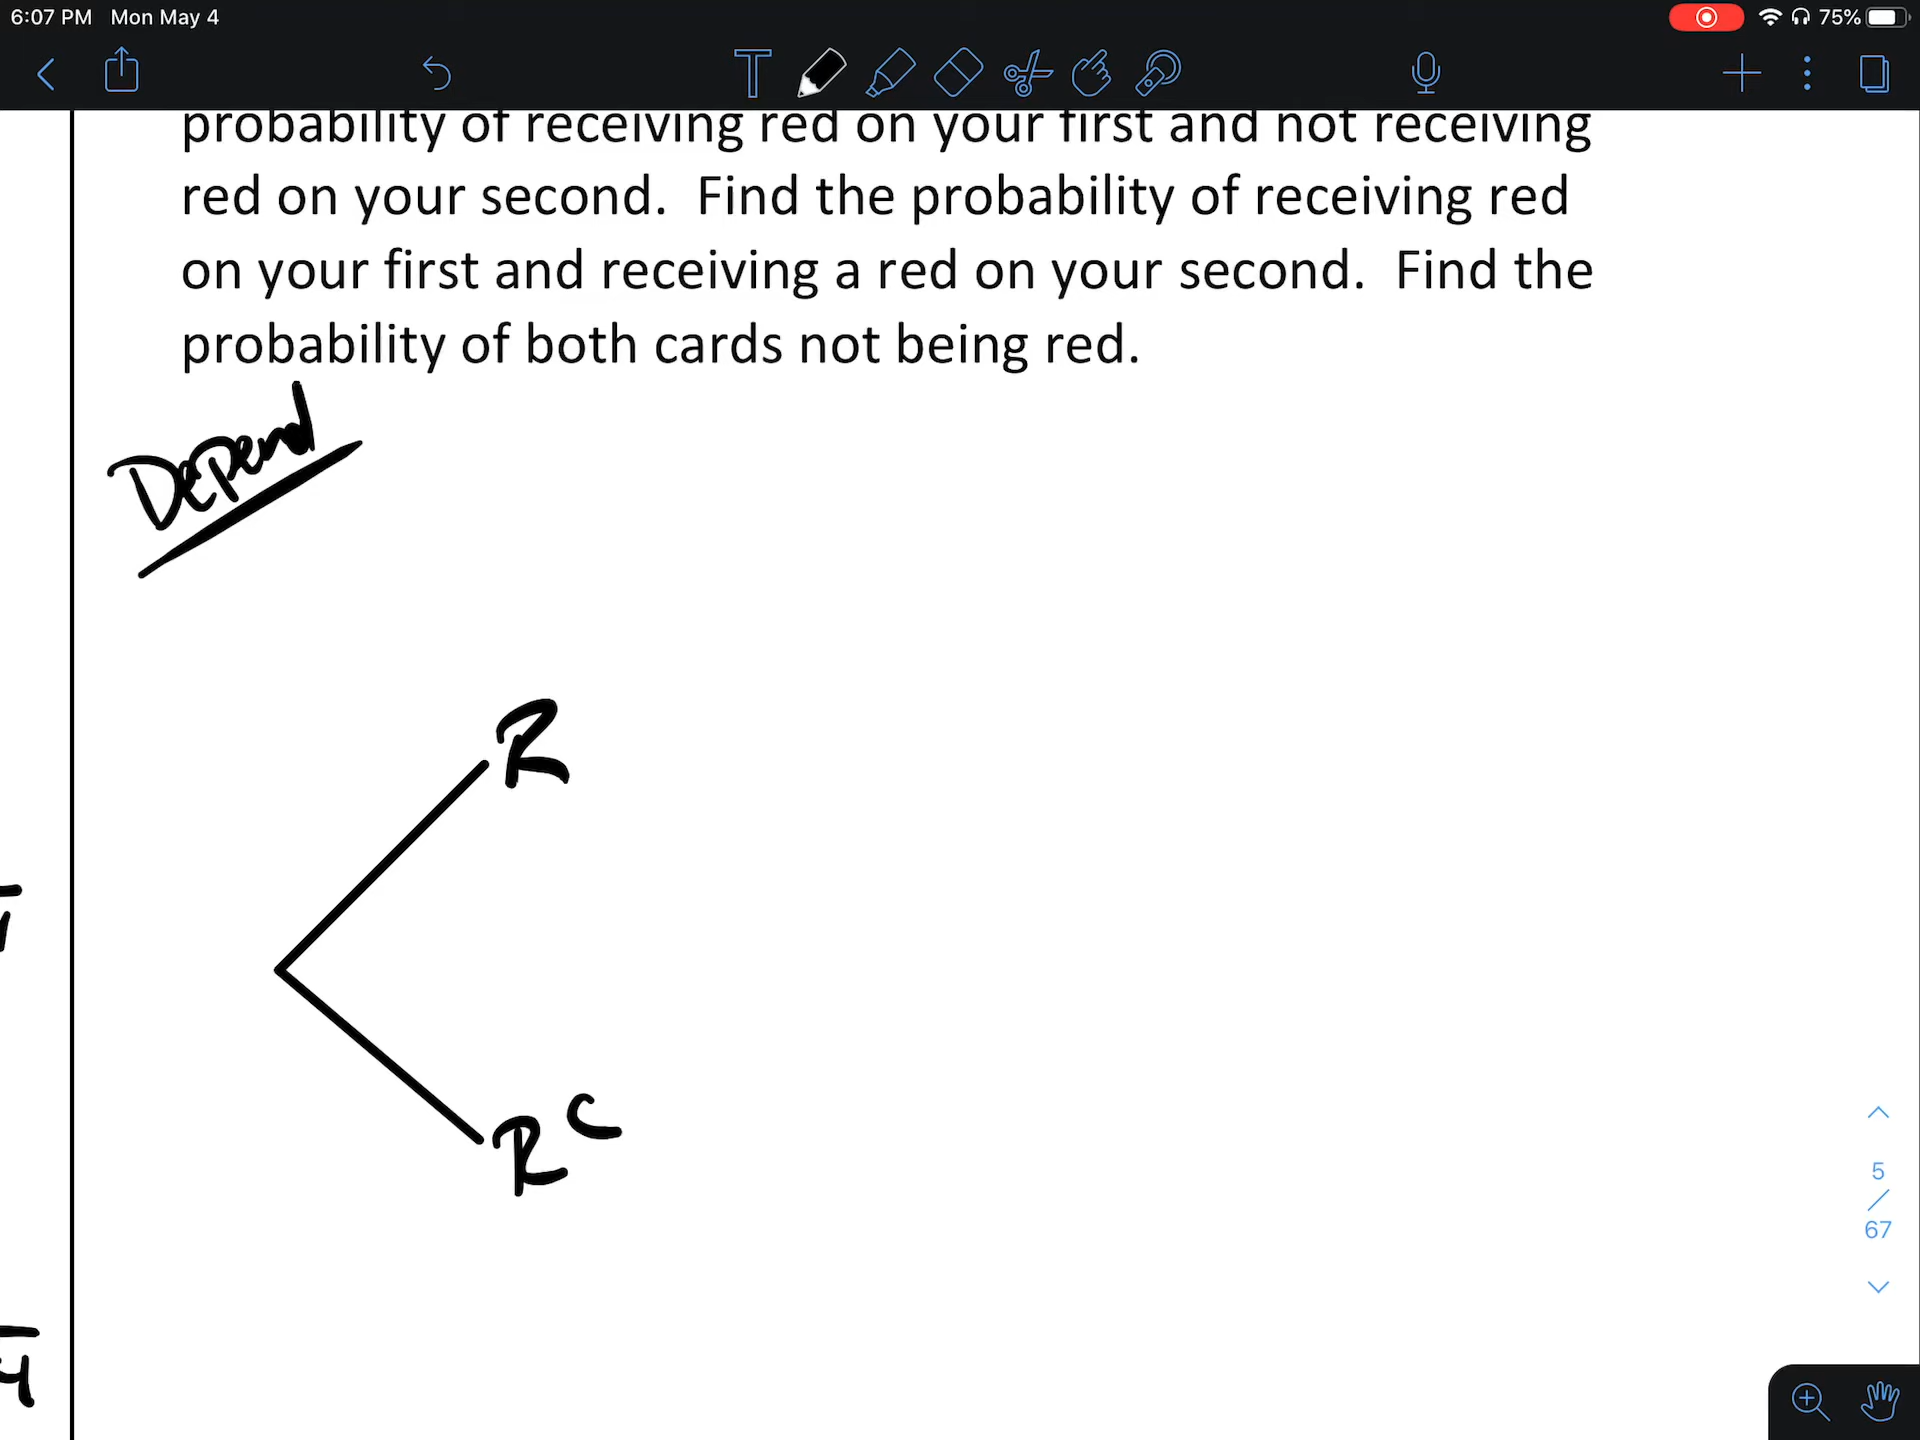 6:07 PM Mon May 4
75%
T
probability of receiving red on your first and not receiving
red on your second. Find the probability of receiving red
on your first and receiving a red on your second. Find the
probability of both cards not being red.
Depend
R
R^C
4
5
/
67